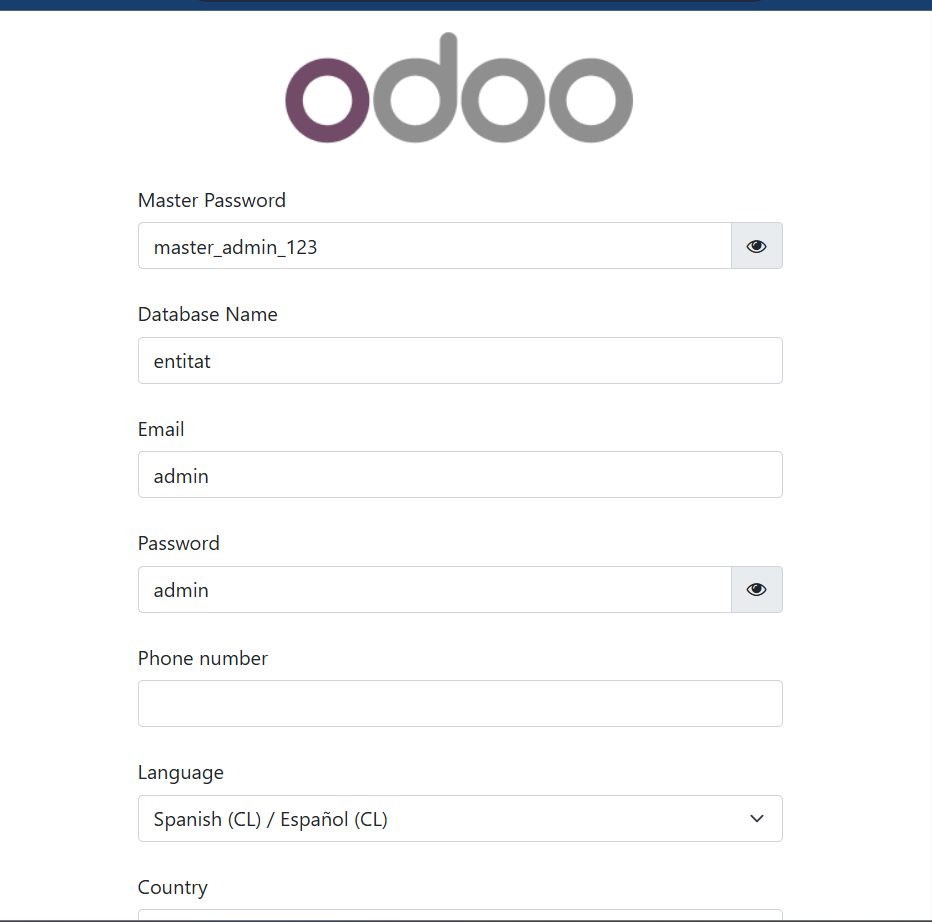 odoo
Master Password
master_admin_123
Database Name
entitat
Email
admin
Password
admin
Phone number
Language
Spanish (CL) / Español (CL)
Country